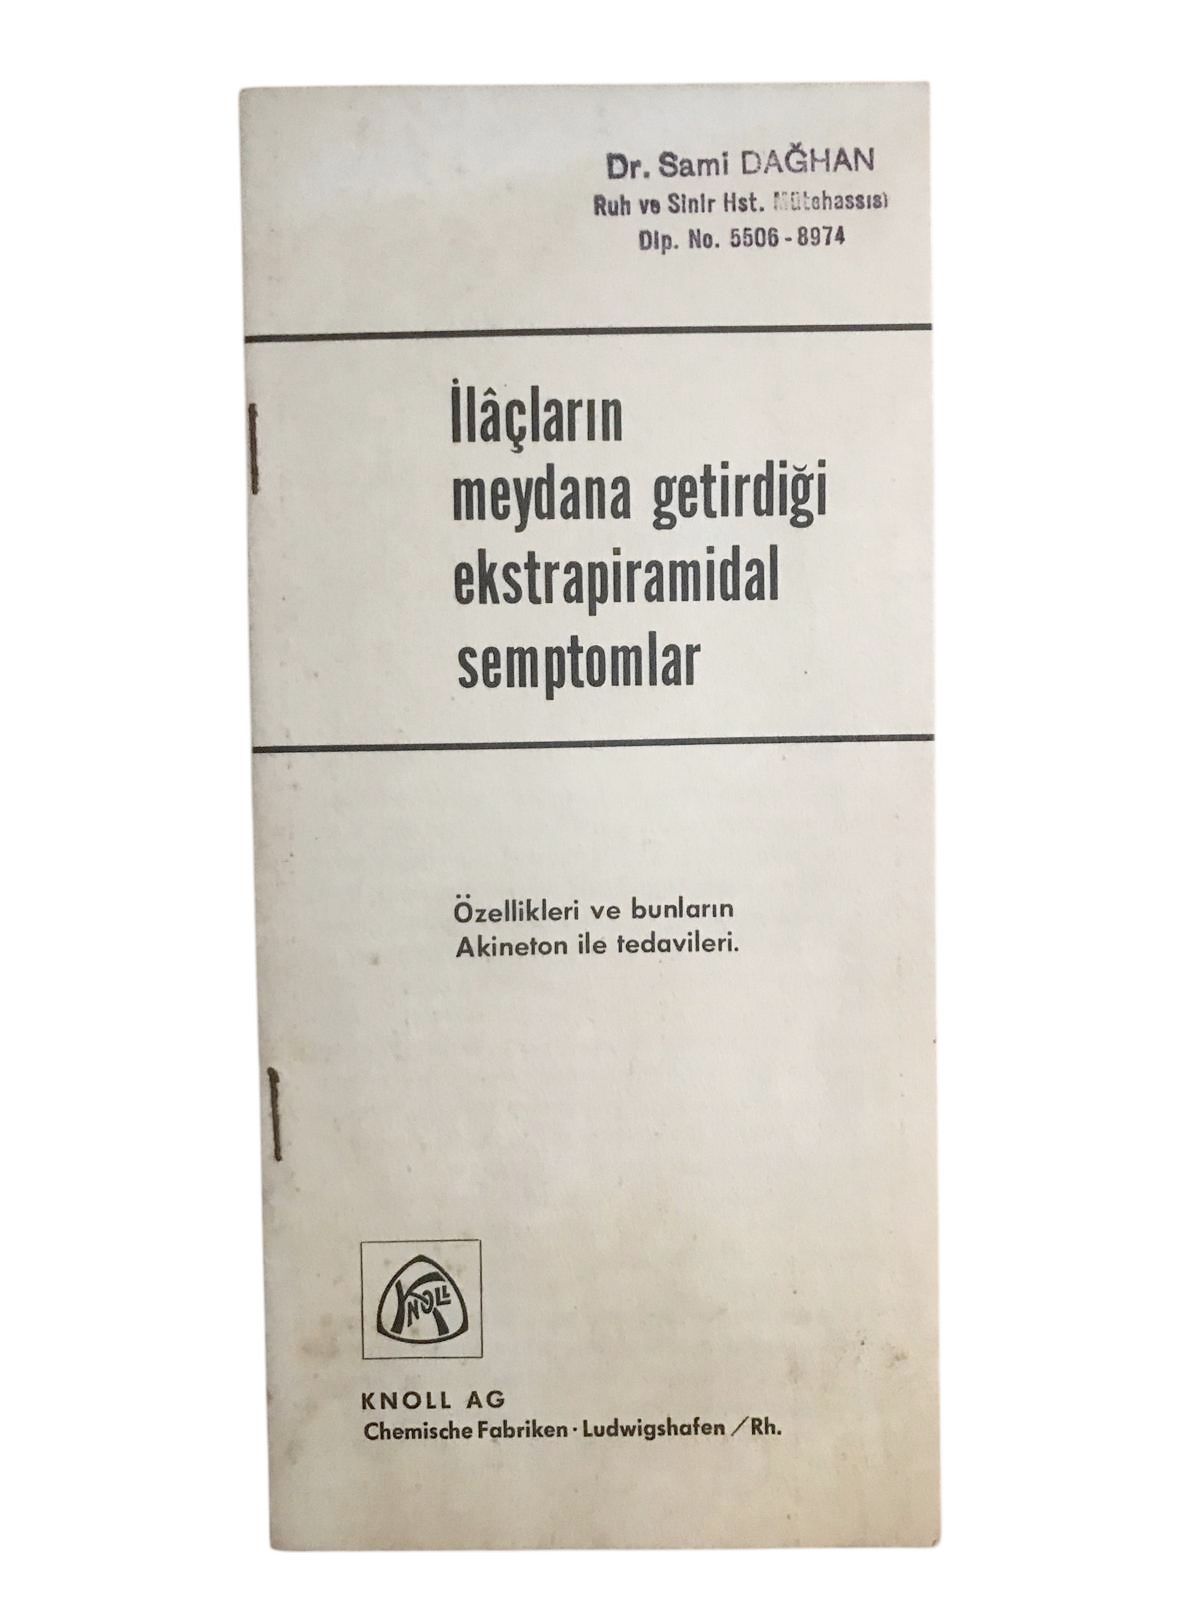 Dr. Sami DAĞHAN
Ruh ve Sinir Hst. Mütehassısı
Dip. No. 5506 - 8974
İlâçların
meydana getirdiği
ekstrapiramidal
semptomlar
Özellikleri ve bunların
Akineton ile tedavileri.
KNOLL
KNOLL AG
Chemische Fabriken · Ludwigshafen /Rh.